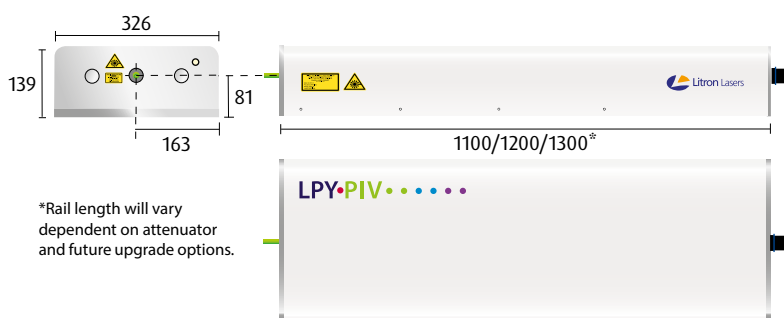 326
139
81
163
Litron Lasers
1100/1200/1300*
LPY•PIV
*Rail length will vary
dependent on attenuator
and future upgrade options.